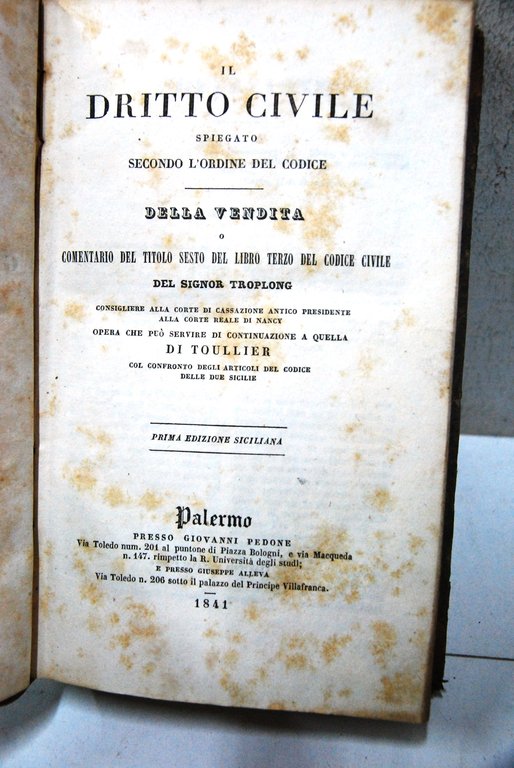 IL
DRITTO CIVILE
SPIEGATO
SECONDO L'ORDINE DEL CODICE
DELLA VENDITA
O
COMENTARIO DEL TITOLO SESTO DEL LIBRO TERZO DEL CODICE CIVILE
DEL SIGNOR TROPLONG
CONSIGLIERE ALLA CORTE DI CASSAZIONE ANTICO PRESIDENTE
ALLA CORTE REALE DI NANCY
OPERA CHE PUÒ SERVIRE DI CONTINUAZIONE A QUELLA
DI TOULLIER
COL CONFRONTO DEGLI ARTICOLI DEL CODICE
DELLE DUE SICILIE
PRIMA EDIZIONE SICILIANA
Palermo
PRESSO GIOVANNI PEDONE
Via Toledo num. 201 al puntone di Piazza Bologni, e via Macqueda
n. 147. rimpetto la R. Università degli studi;
E PRESSO GIUSEPPE ALLEVA
Via Toledo n. 206 sotto il palazzo del Principe Villafranca.
1841